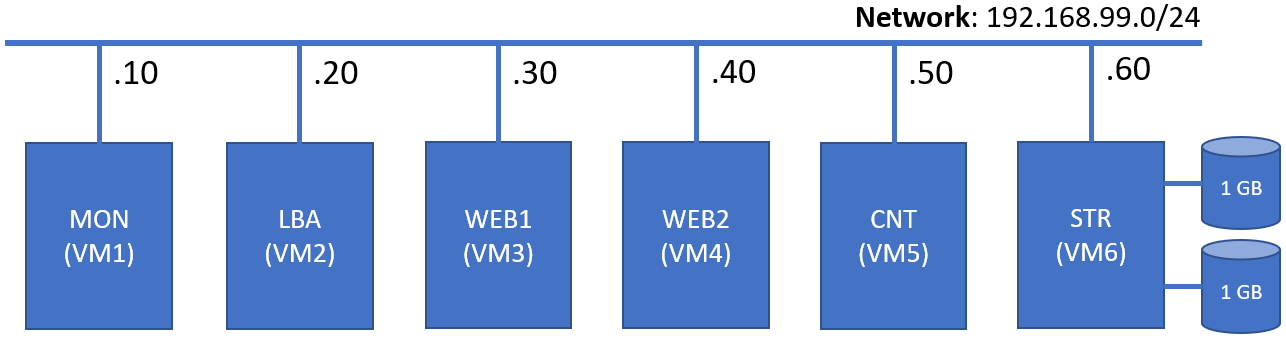 Network: 192.168.99.0/24
.10
.20
.30
.40
.50
.60
MON
(VM1)
LBA
(VM2)
WEB1
(VM3)
WEB2
(VM4)
CNT
(VM5)
STR
(VM6)
1 GB
1 GB